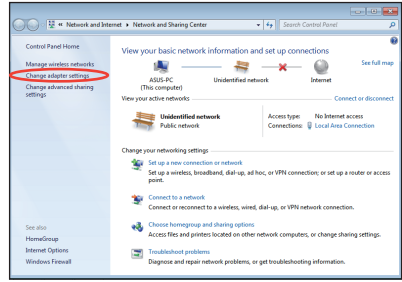 « Network and Internet ▸ Network and Sharing Center
Search Control Panel
Control Panel Home
Manage wireless networks
Change adapter settings
Change advanced sharing
settings
See also
HomeGroup
Internet Options
Windows Firewall
View your basic network information and set up connections
See full map
ASUS-PC
(This computer)
Unidentified network
Internet
View your active networks
Connect or disconnect
Unidentified network
Public network
Access type: No Internet access
Connections: Local Area Connection
Change your networking settings
Set up a new connection or network
Set up a wireless, broadband, dial-up, ad hoc, or VPN connection; or set up a router or access
point.
Connect to a network
Connect or reconnect to a wireless, wired, dial-up, or VPN network connection.
Choose homegroup and sharing options
Access files and printers located on other network computers, or change sharing settings.
Troubleshoot problems
Diagnose and repair network problems, or get troubleshooting information.